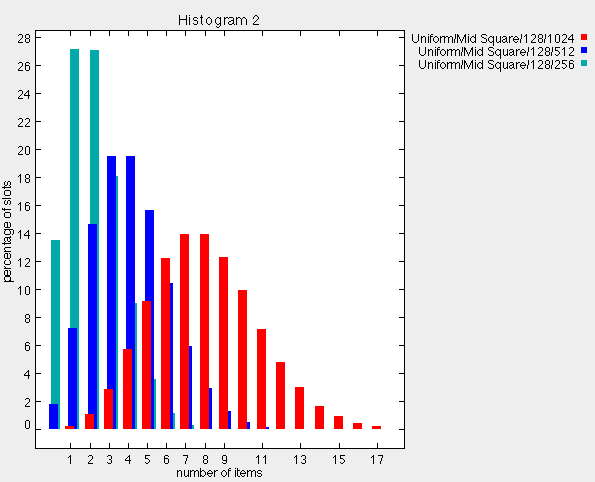 Histogram 2
Uniform/Mid Square/128/1024
Uniform/Mid Square/128/512
Uniform/Mid Square/128/256
28
26
24
22
20
18
16
14
12
10
8
6
4
2
0
percentage of slots
1 2 3 4 5 6 7 8 9 11 13 15 17
number of items